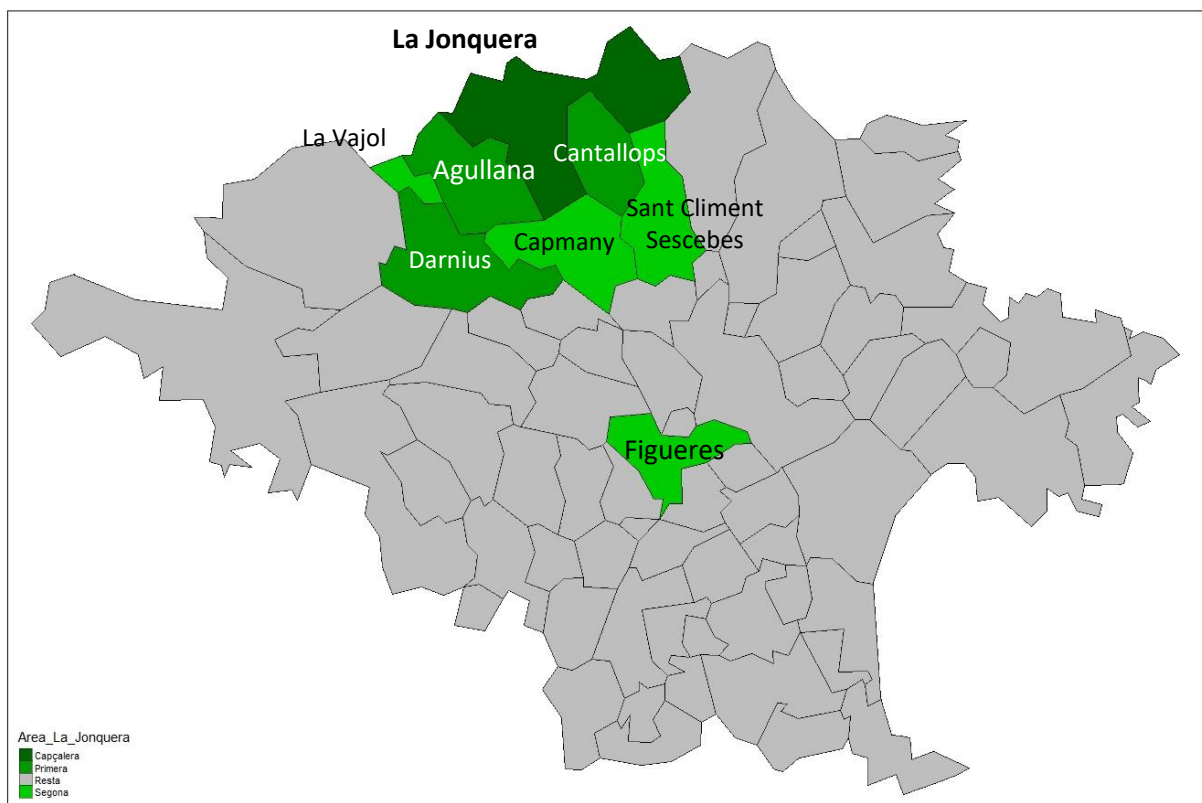 La Jonquera
La Vajol
Agullana
Cantallops
Sant Climent
Sescebes
Capmany
Darnius
Figueres
Area_La_Jonquera
Capçalera
Primera
Resta
Segona